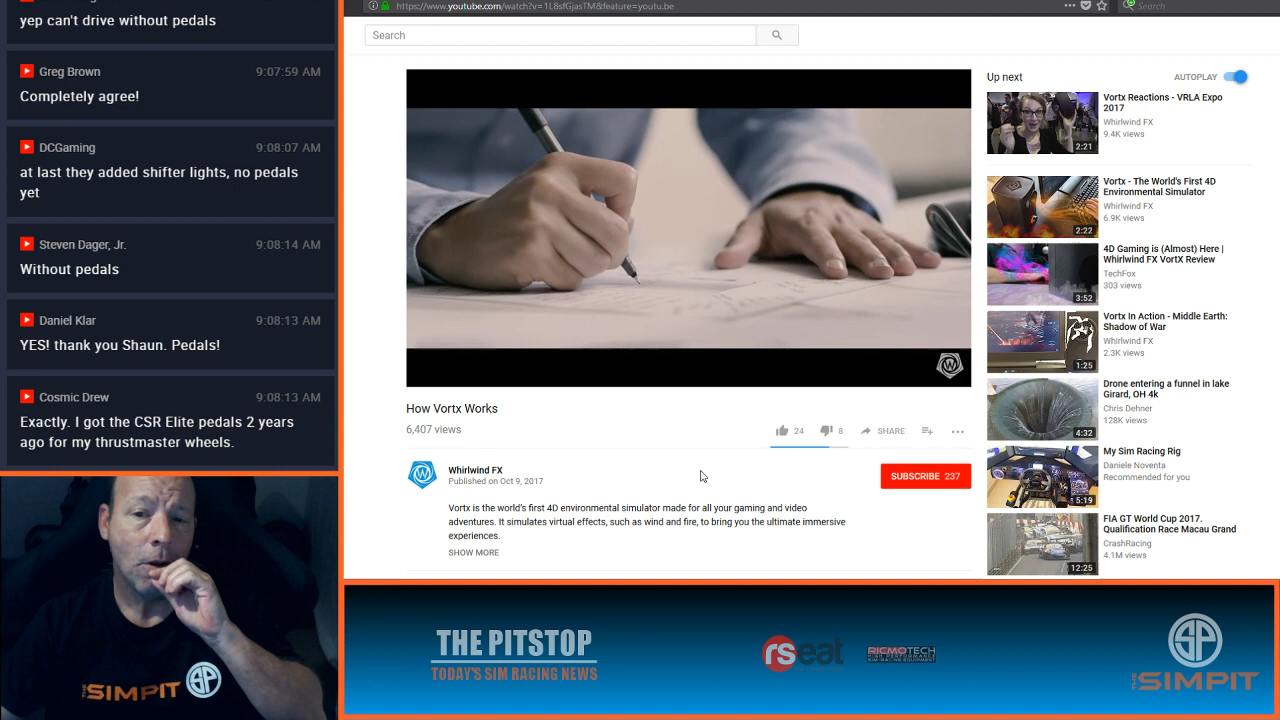 yep can't drive without pedals
Greg Brown 9:07:59 AM
Completely agree!
DCGaming 9:08:07 AM
at last they added shifter lights, no pedals
yet
Steven Dager, Jr. 9:08:14 AM
Without pedals
Daniel Klar 9:08:13 AM
YES! thank you Shaun. Pedals!
Cosmic Drew 9:08:13 AM
Exactly. I got the CSR Elite pedals 2 years
ago for my thrustmaster wheels.
THE SIMPIT SP
https://www.youtube.com/watch?v=1L8sfGjasTM&feature=youtu.be
Search
Search
W
How Vortx Works
6,407 views
24 8 SHARE
Whirlwind FX
Published on Oct 9, 2017
SUBSCRIBE 237
Vortx is the world's first 4D environmental simulator made for all your gaming and video
adventures. It simulates virtual effects, such as wind and fire, to bring you the ultimate immersive
experiences.
SHOW MORE
Up next AUTOPLAY
Vortx Reactions - VRLA Expo
2017
Whirlwind FX
9.4K views
2:21
Vortx - The World's First 4D
Environmental Simulator
Whirlwind FX
6.9K views
2:22
4D Gaming is (Almost) Here |
Whirlwind FX VortX Review
TechFox
303 views
3:52
Vortx In Action - Middle Earth:
Shadow of War
Whirlwind FX
2.3K views
1:25
Drone entering a funnel in lake
Girard, OH 4k
Chris Dehner
128K views
4:32
My Sim Racing Rig
Daniele Noventa
Recommended for you
5:19
FIA GT World Cup 2017.
Qualification Race Macau Grand
CrashRacing
4.1M views
12:25
THE PITSTOP
TODAY'S SIM RACING NEWS
rseat
RICMOTECH
HIGH PERFORMANCE
SIM-RACING EQUIPMENT
SP
THE SIMPIT